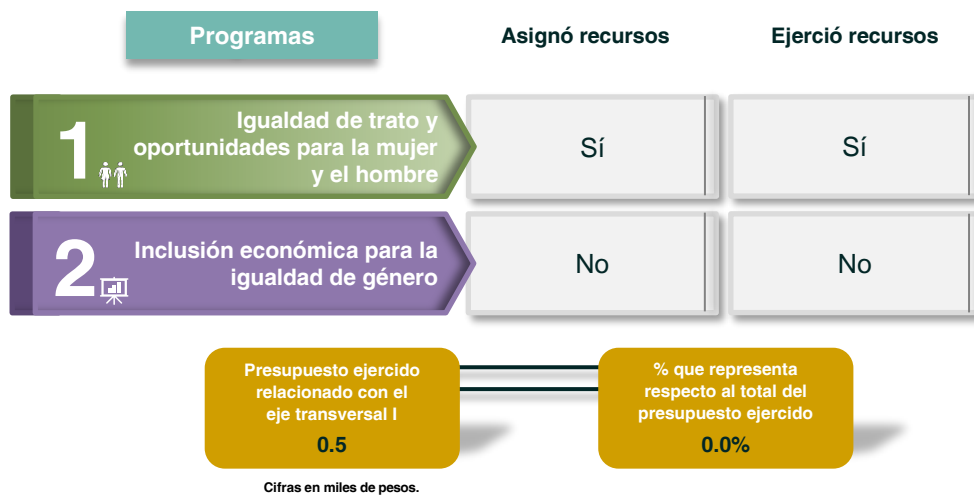 Programas
Asignó recursos
Ejerció recursos
1
Igualdad de trato y
oportunidades para la mujer
y el hombre
Sí
Sí
2
Inclusión económica para la
igualdad de género
No
No
Presupuesto ejercido
relacionado con el
eje transversal I
0.5
% que representa
respecto al total del
presupuesto ejercido
0.0%
Cifras en miles de pesos.